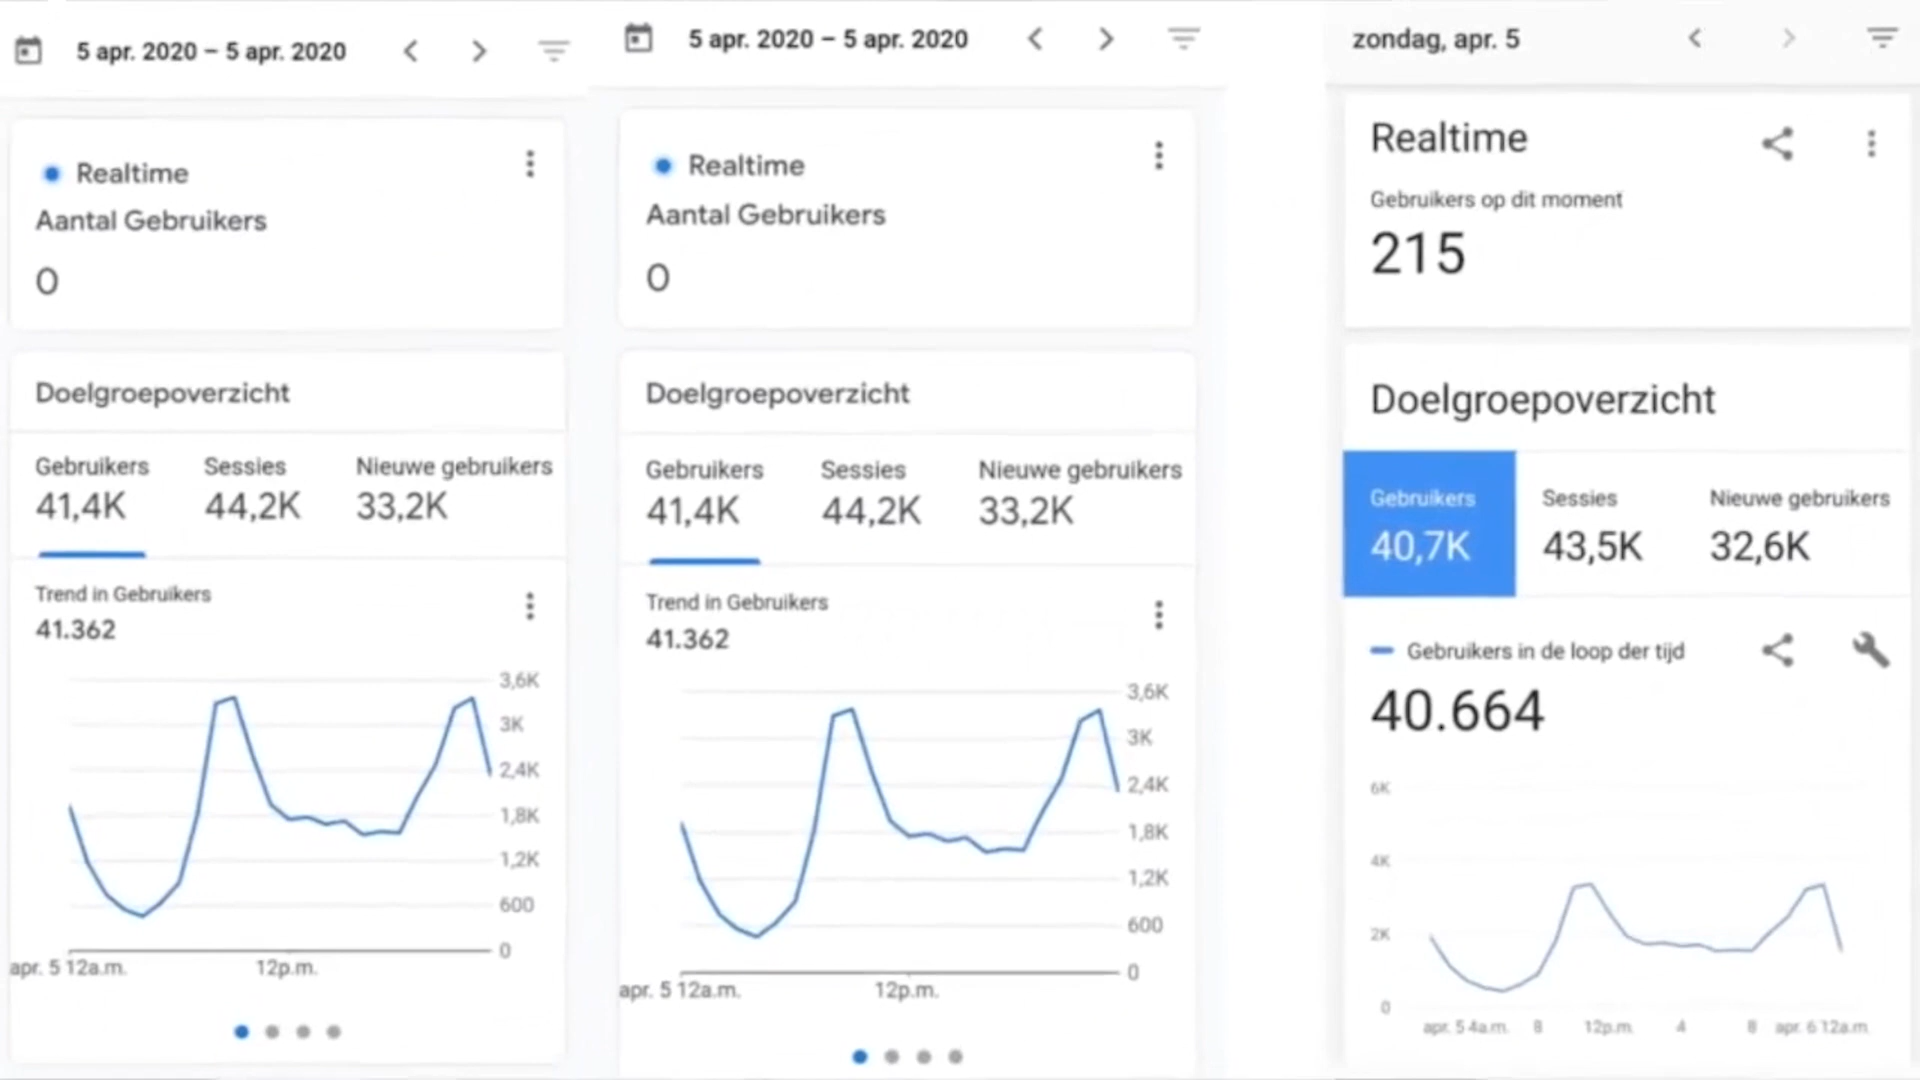 5 apr. 2020 – 5 apr. 2020
Realtime
Aantal Gebruikers
0
Doelgroepoverzicht
Gebruikers Sessies Nieuwe gebruikers
41,4K 44,2K 33,2K
Trend in Gebruikers
41.362
3,6K
3K
2,4K
1,8K
1,2K
600
0
apr. 5 12a.m. 12p.m.
5 apr. 2020 – 5 apr. 2020
Realtime
Aantal Gebruikers
0
Doelgroepoverzicht
Gebruikers Sessies Nieuwe gebruikers
41,4K 44,2K 33,2K
Trend in Gebruikers
41.362
3,6K
3K
2,4K
1,8K
1,2K
600
0
apr. 5 12a.m. 12p.m.
zondag, apr. 5
Realtime
Gebruikers op dit moment
215
Doelgroepoverzicht
Gebruikers Sessies Nieuwe gebruikers
40,7K 43,5K 32,6K
Gebruikers in de loop der tijd
40.664
6K
4K
2K
0
apr. 5 4a.m. 8 12p.m. 4 8 apr. 6 12a.m.